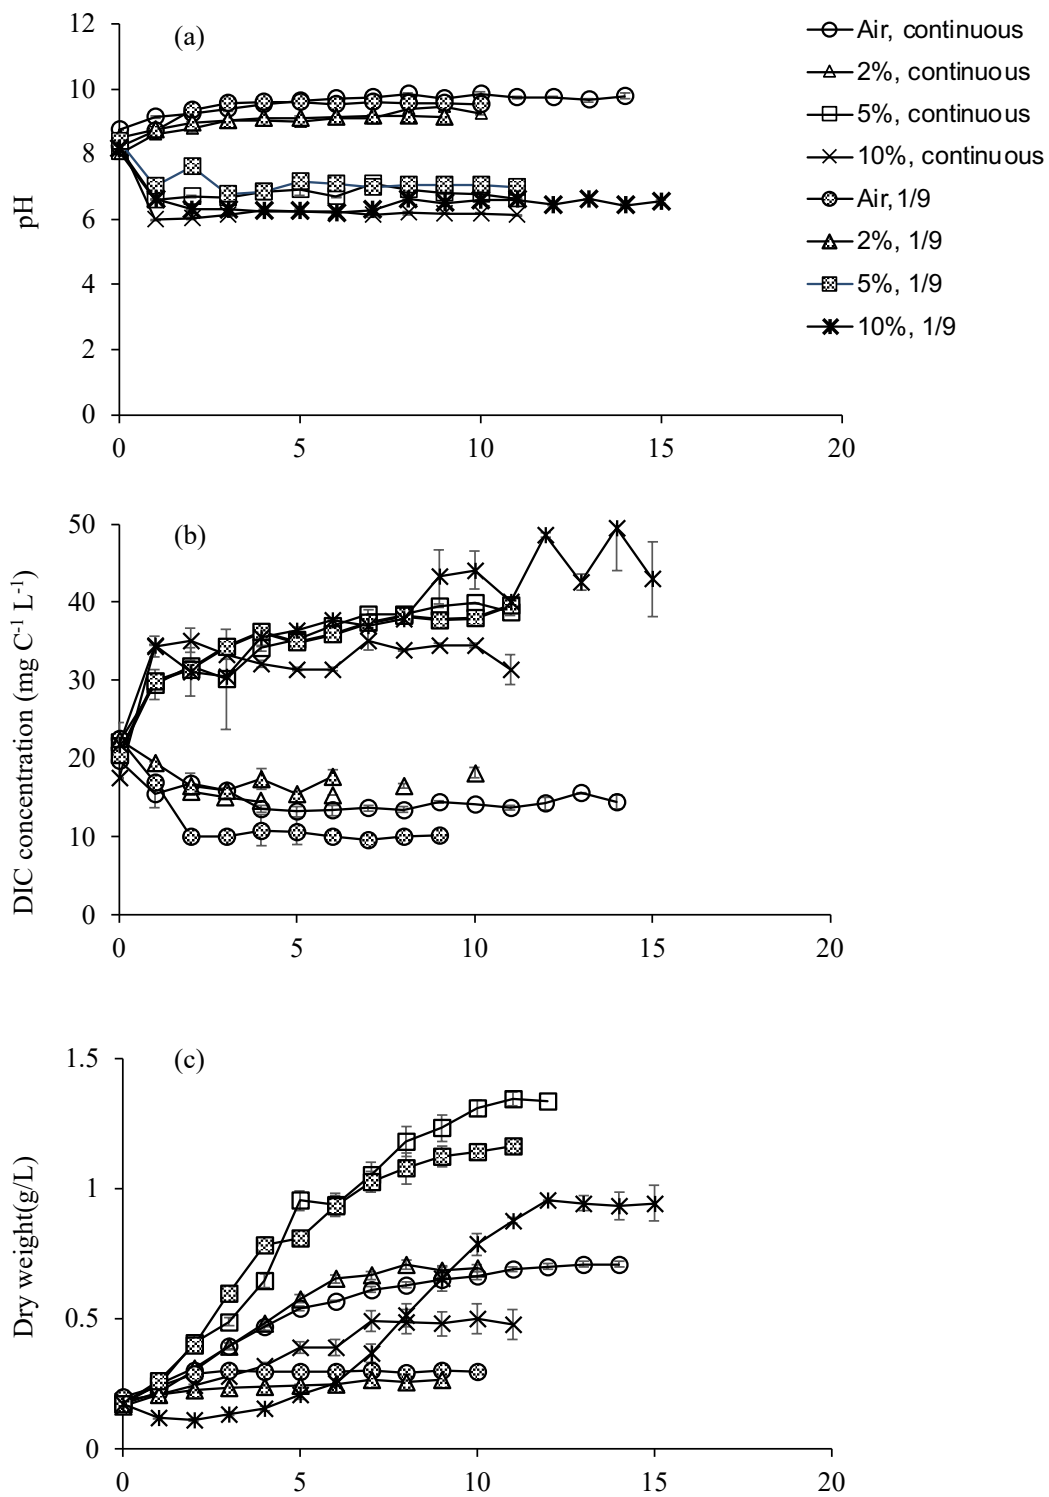 12
10
8
6
4
2
0
pH
(a)
0 5 10 15 20
Air, continuous
2%, continuous
5%, continuous
10%, continuous
Air,1/9
2%, 1/9
5%, 1/9
10%, 1/9
50
40
30
20
10
0
DIC concentration (mg C⁻¹ L⁻¹)
(b)
0 5 10 15 20
1.5
1
0.5
0
Dry weight(g/L)
(c)
0 5 10 15 20